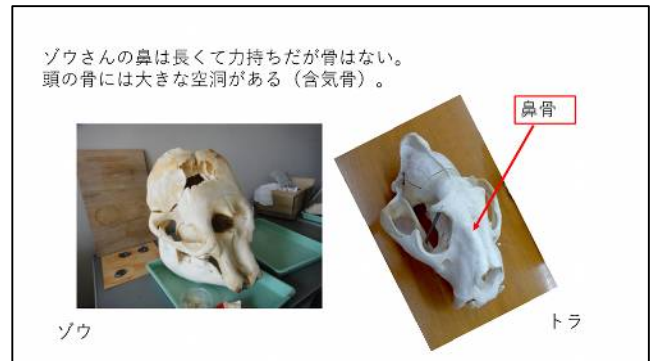 ゾウさんの鼻は長くて力持ちだが骨はない。
頭の骨には大きな空洞がある（含気骨）。
鼻骨
ゾウ
トラ